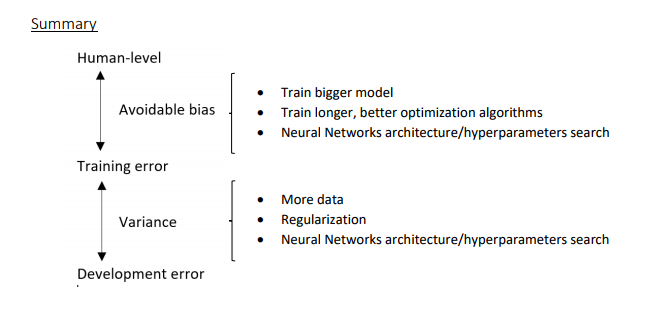 Summary
Human-level
Avoidable bias
• Train bigger model
• Train longer, better optimization algorithms
• Neural Networks architecture/hyperparameters search
Training error
Variance
• More data
• Regularization
• Neural Networks architecture/hyperparameters search
Development error